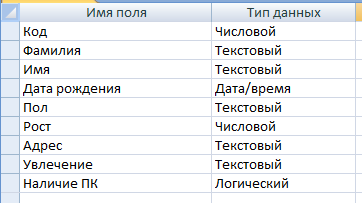 Имя поля Тип данных
Код Числовой
Фамилия Текстовый
Имя Текстовый
Дата рождения Дата/время
Пол Текстовый
Рост Числовой
Адрес Текстовый
Увлечение Текстовый
Наличие ПК Логический